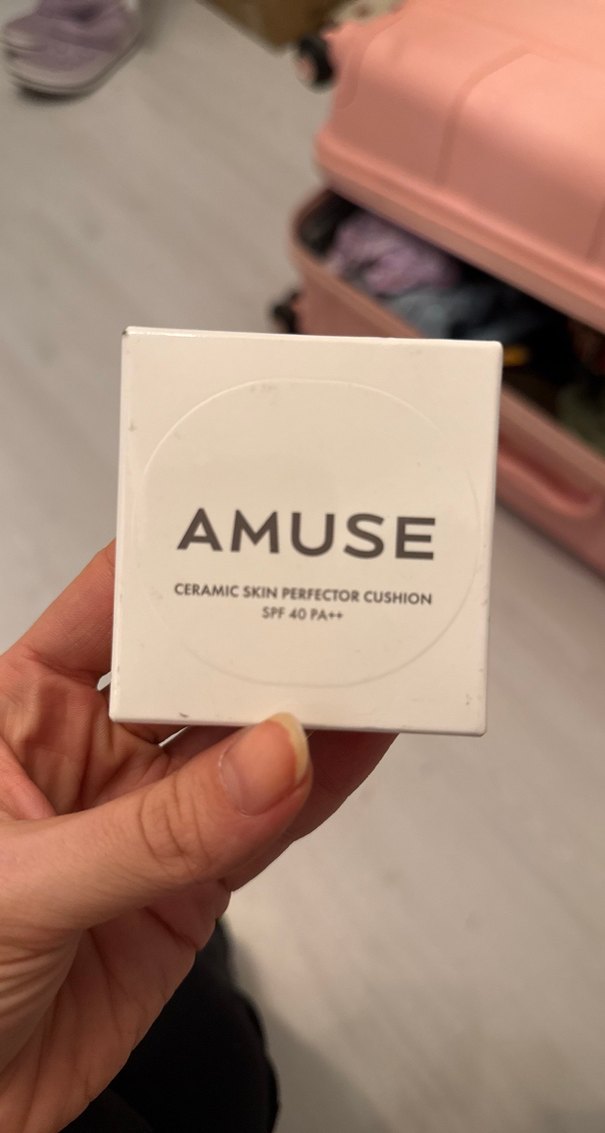 AMUSE
CERAMIC SKIN PERFECTOR CUSHION
SPF 40 PA++